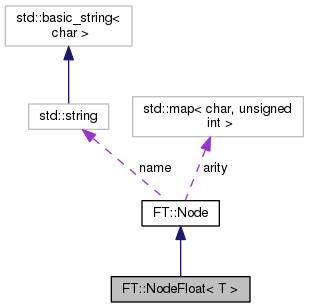 std::basic_string<
char >
std::string
std::map< char, unsigned
int >
name
arity
FT::Node
FT::NodeFloat< T >